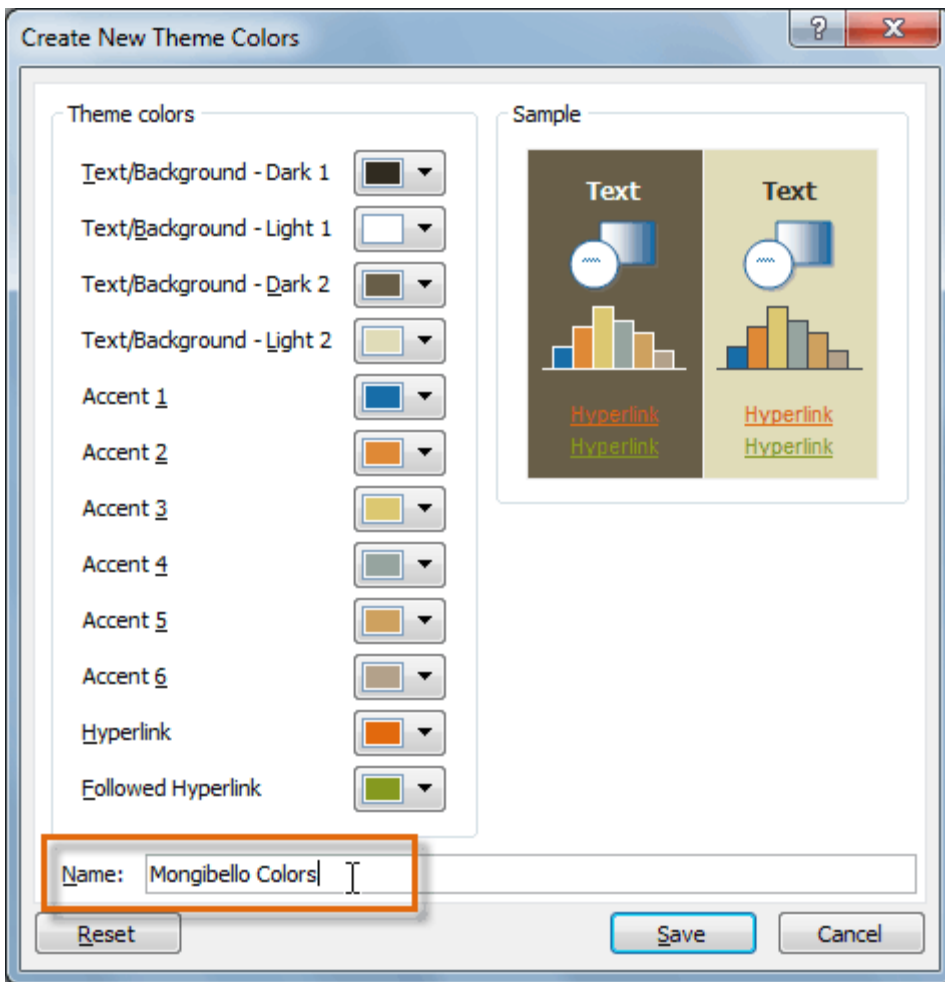 Create New Theme Colors
Theme colors
Text/Background - Dark 1
Text/Background - Light 1
Text/Background - Dark 2
Text/Background - Light 2
Accent 1
Accent 2
Accent 3
Accent 4
Accent 5
Accent 6
Hyperlink
Followed Hyperlink
Sample
Text Text
Hyperlink Hyperlink
Hyperlink Hyperlink
Name: Mongibello Colors
Reset Save Cancel